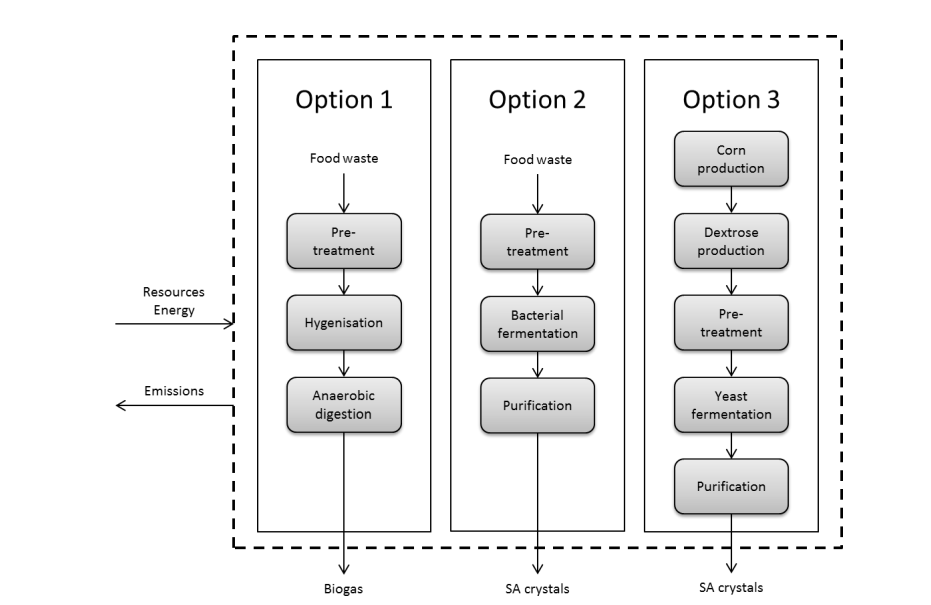 Option 1
Food waste
Pre-
treatment
Hygenisation
Anaerobic
digestion
Biogas
Option 2
Food waste
Pre-
treatment
Bacterial
fermentation
Purification
SA crystals
Option 3
Corn
production
Dextrose
production
Pre-
treatment
Yeast
fermentation
Purification
SA crystals
Resources
Energy
Emissions